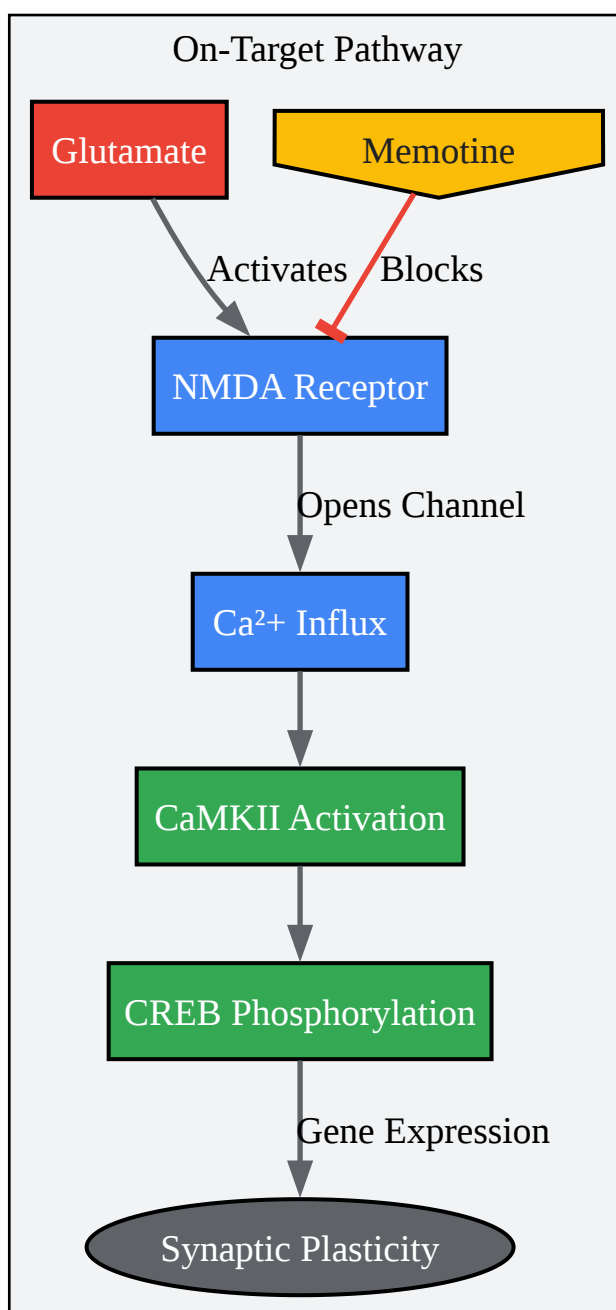 On-Target Pathway
Glutamate
Memotine
Activates
Blocks
NMDA Receptor
Opens Channel
Ca²+ Influx
CaMKII Activation
CREB Phosphorylation
Gene Expression
Synaptic Plasticity